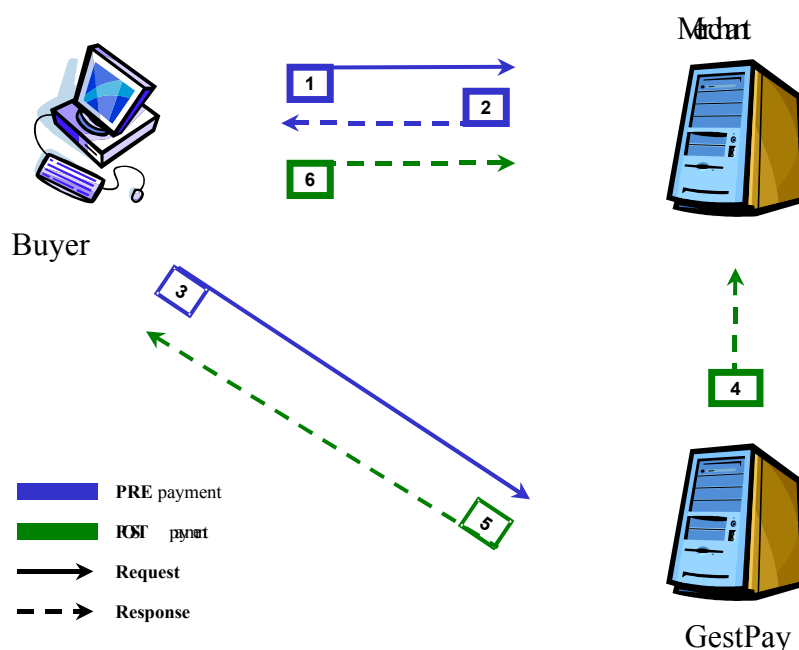 Merchant
1
2
6
Buyer
3
4
5
PRE payment
POST payment
Request
Response
GestPay